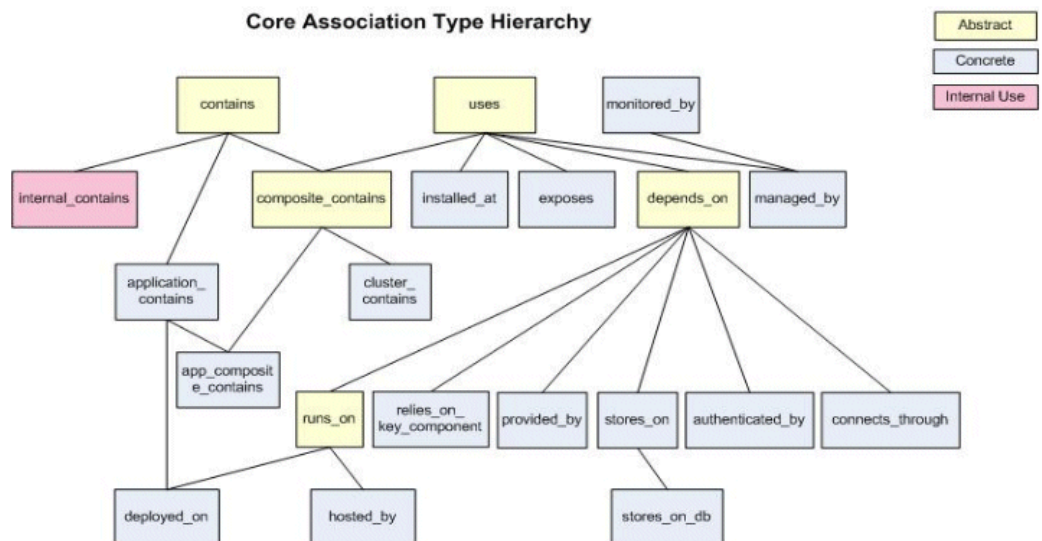 Core Association Type Hierarchy
Abstract
Concrete
Internal Use
contains
uses
monitored_by
internal_contains
composite_contains
installed_at
exposes
depends_on
managed_by
application_
contains
cluster_
contains
app_composit
e_contains
runs_on
relies_on_
key_component
provided_by
stores_on
authenticated_by
connects_through
deployed_on
hosted_by
stores_on_db